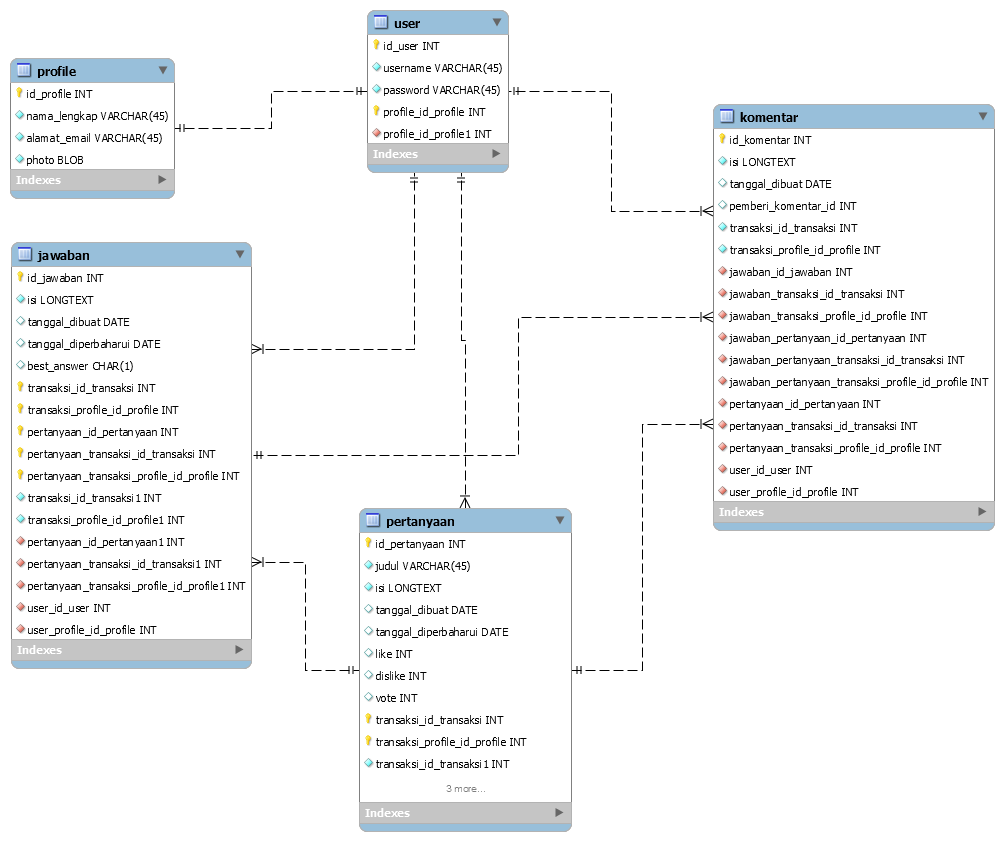 user
id_user INT
username VARCHAR(45)
password VARCHAR(45)
profile_id_profile INT
profile_id_profile1 INT
Indexes
profile
id_profile INT
nama_lengkap VARCHAR(45)
alamat_email VARCHAR(45)
photo BLOB
Indexes
komentar
id_komentar INT
isi LONGTEXT
tanggal_dibuat DATE
pemberi_komentar_id INT
transaksi_id_transaksi INT
transaksi_profile_id_profile INT
jawaban_id_jawaban INT
jawaban_transaksi_id_transaksi INT
jawaban_transaksi_profile_id_profile INT
jawaban_pertanyaan_id_pertanyaan INT
jawaban_pertanyaan_transaksi_id_transaksi INT
jawaban_pertanyaan_transaksi_profile_id_profile INT
pertanyaan_id_pertanyaan INT
pertanyaan_transaksi_id_transaksi INT
pertanyaan_transaksi_profile_id_profile INT
user_id_user INT
user_profile_id_profile INT
Indexes
jawaban
id_jawaban INT
isi LONGTEXT
tanggal_dibuat DATE
tanggal_diperbaharui DATE
best_answer CHAR(1)
transaksi_id_transaksi INT
transaksi_profile_id_profile INT
pertanyaan_id_pertanyaan INT
pertanyaan_transaksi_id_transaksi INT
pertanyaan_transaksi_profile_id_profile INT
transaksi_id_transaksi1 INT
transaksi_profile_id_profile1 INT
pertanyaan_id_pertanyaan1 INT
pertanyaan_transaksi_id_transaksi1 INT
pertanyaan_transaksi_profile_id_profile1 INT
user_id_user INT
user_profile_id_profile INT
Indexes
pertanyaan
id_pertanyaan INT
judul VARCHAR(45)
isi LONGTEXT
tanggal_dibuat DATE
tanggal_diperbaharui DATE
like INT
dislike INT
vote INT
transaksi_id_transaksi INT
transaksi_profile_id_profile INT
transaksi_id_transaksi1 INT
3 more...
Indexes